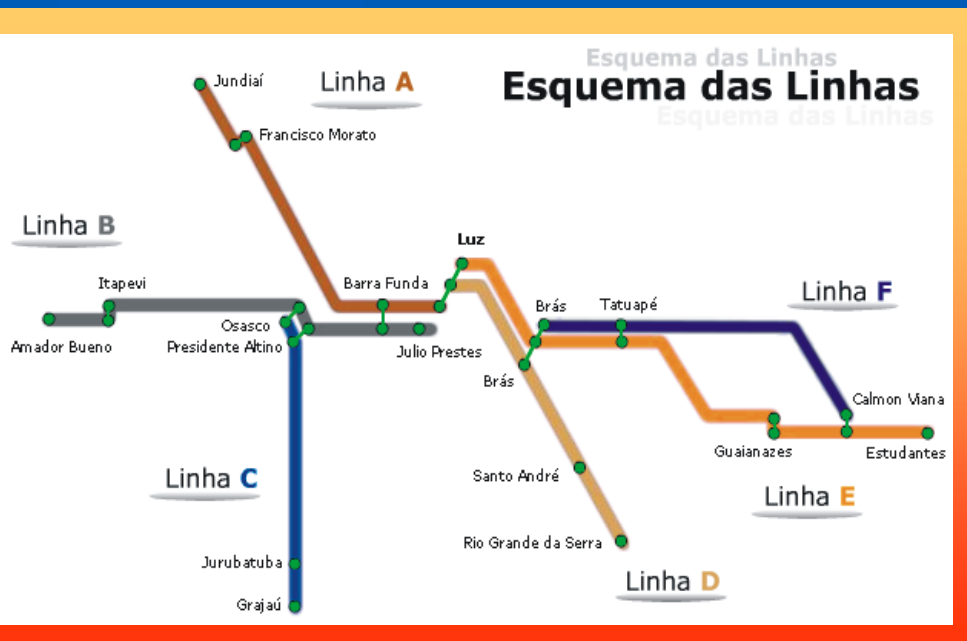 Esquema das Linhas
Esquema das Linhas
Esquema das Linhas
Jundiaí
Linha A
Francisco Morato
Linha B
Luz
Itapevi
Barra Funda
Linha F
Brás
Tatuapé
Osasco
Amador Bueno
Presidente Altino
Julio Prestes
Brás
Calmon Viana
Guaianazes
Estudantes
Linha C
Santo André
Linha E
Rio Grande da Serra
Jurubatuba
Linha D
Grajaú